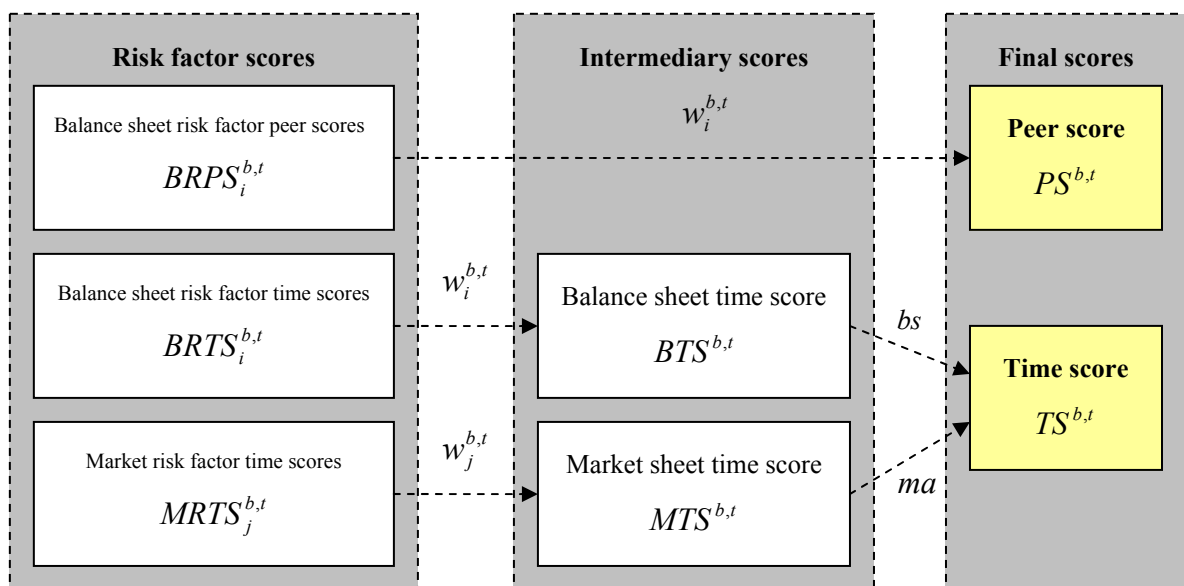 Risk factor scores
Balance sheet risk factor peer scores
BRPS_i^{b,t}
Balance sheet risk factor time scores
BRTS_i^{b,t}
Market risk factor time scores
MRTS_j^{b,t}
w_i^{b,t}
w_j^{b,t}
Intermediary scores
w_i^{b,t}
Balance sheet time score
BTS^{b,t}
Market sheet time score
MTS^{b,t}
bs
ma
Final scores
Peer score
PS^{b,t}
Time score
TS^{b,t}